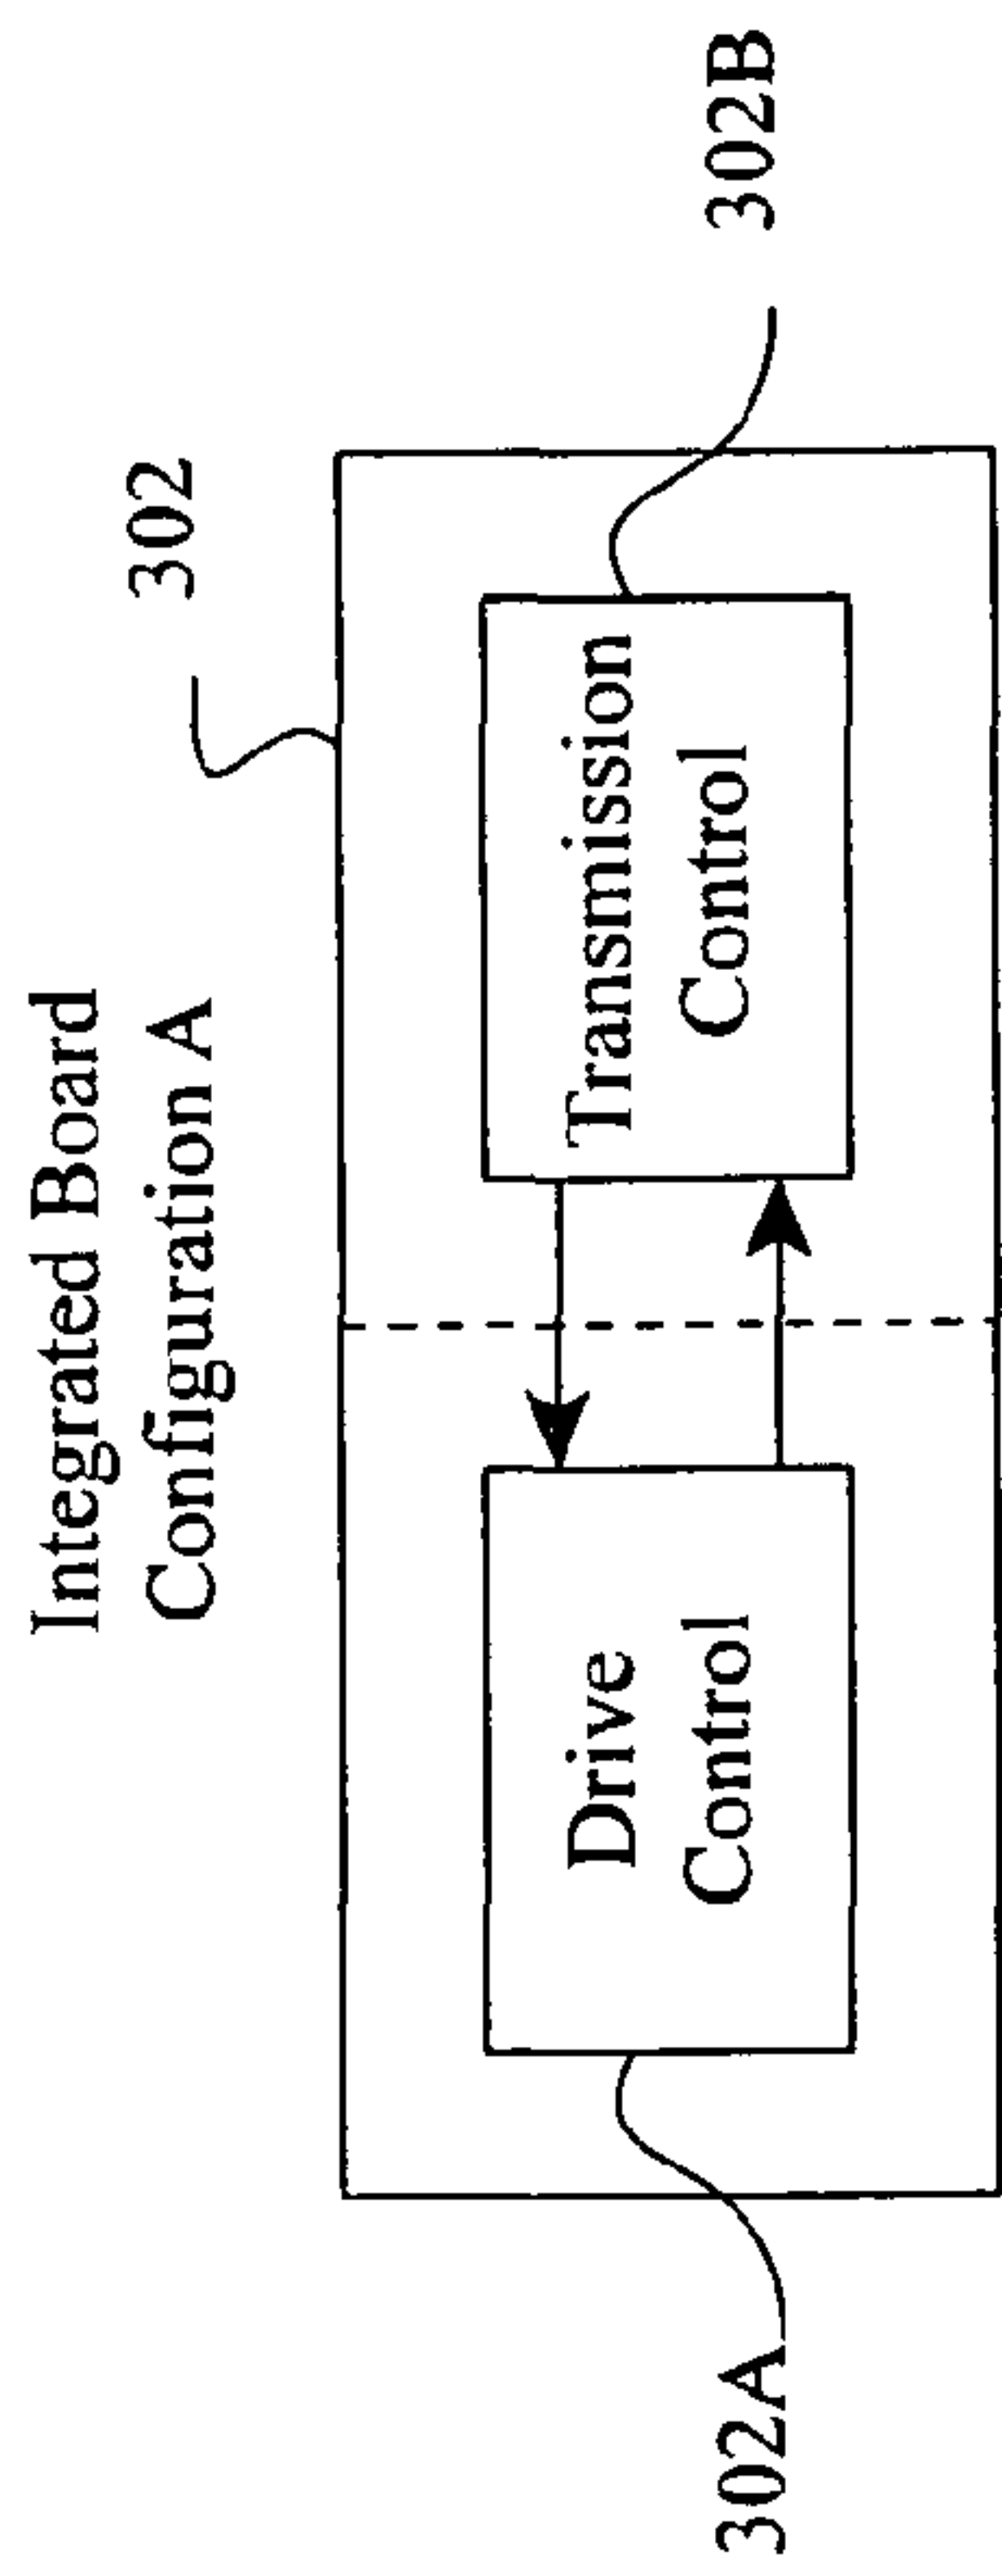 Integrated Board
Configuration A
302
Drive
Control
Transmission
Control
302A
302B